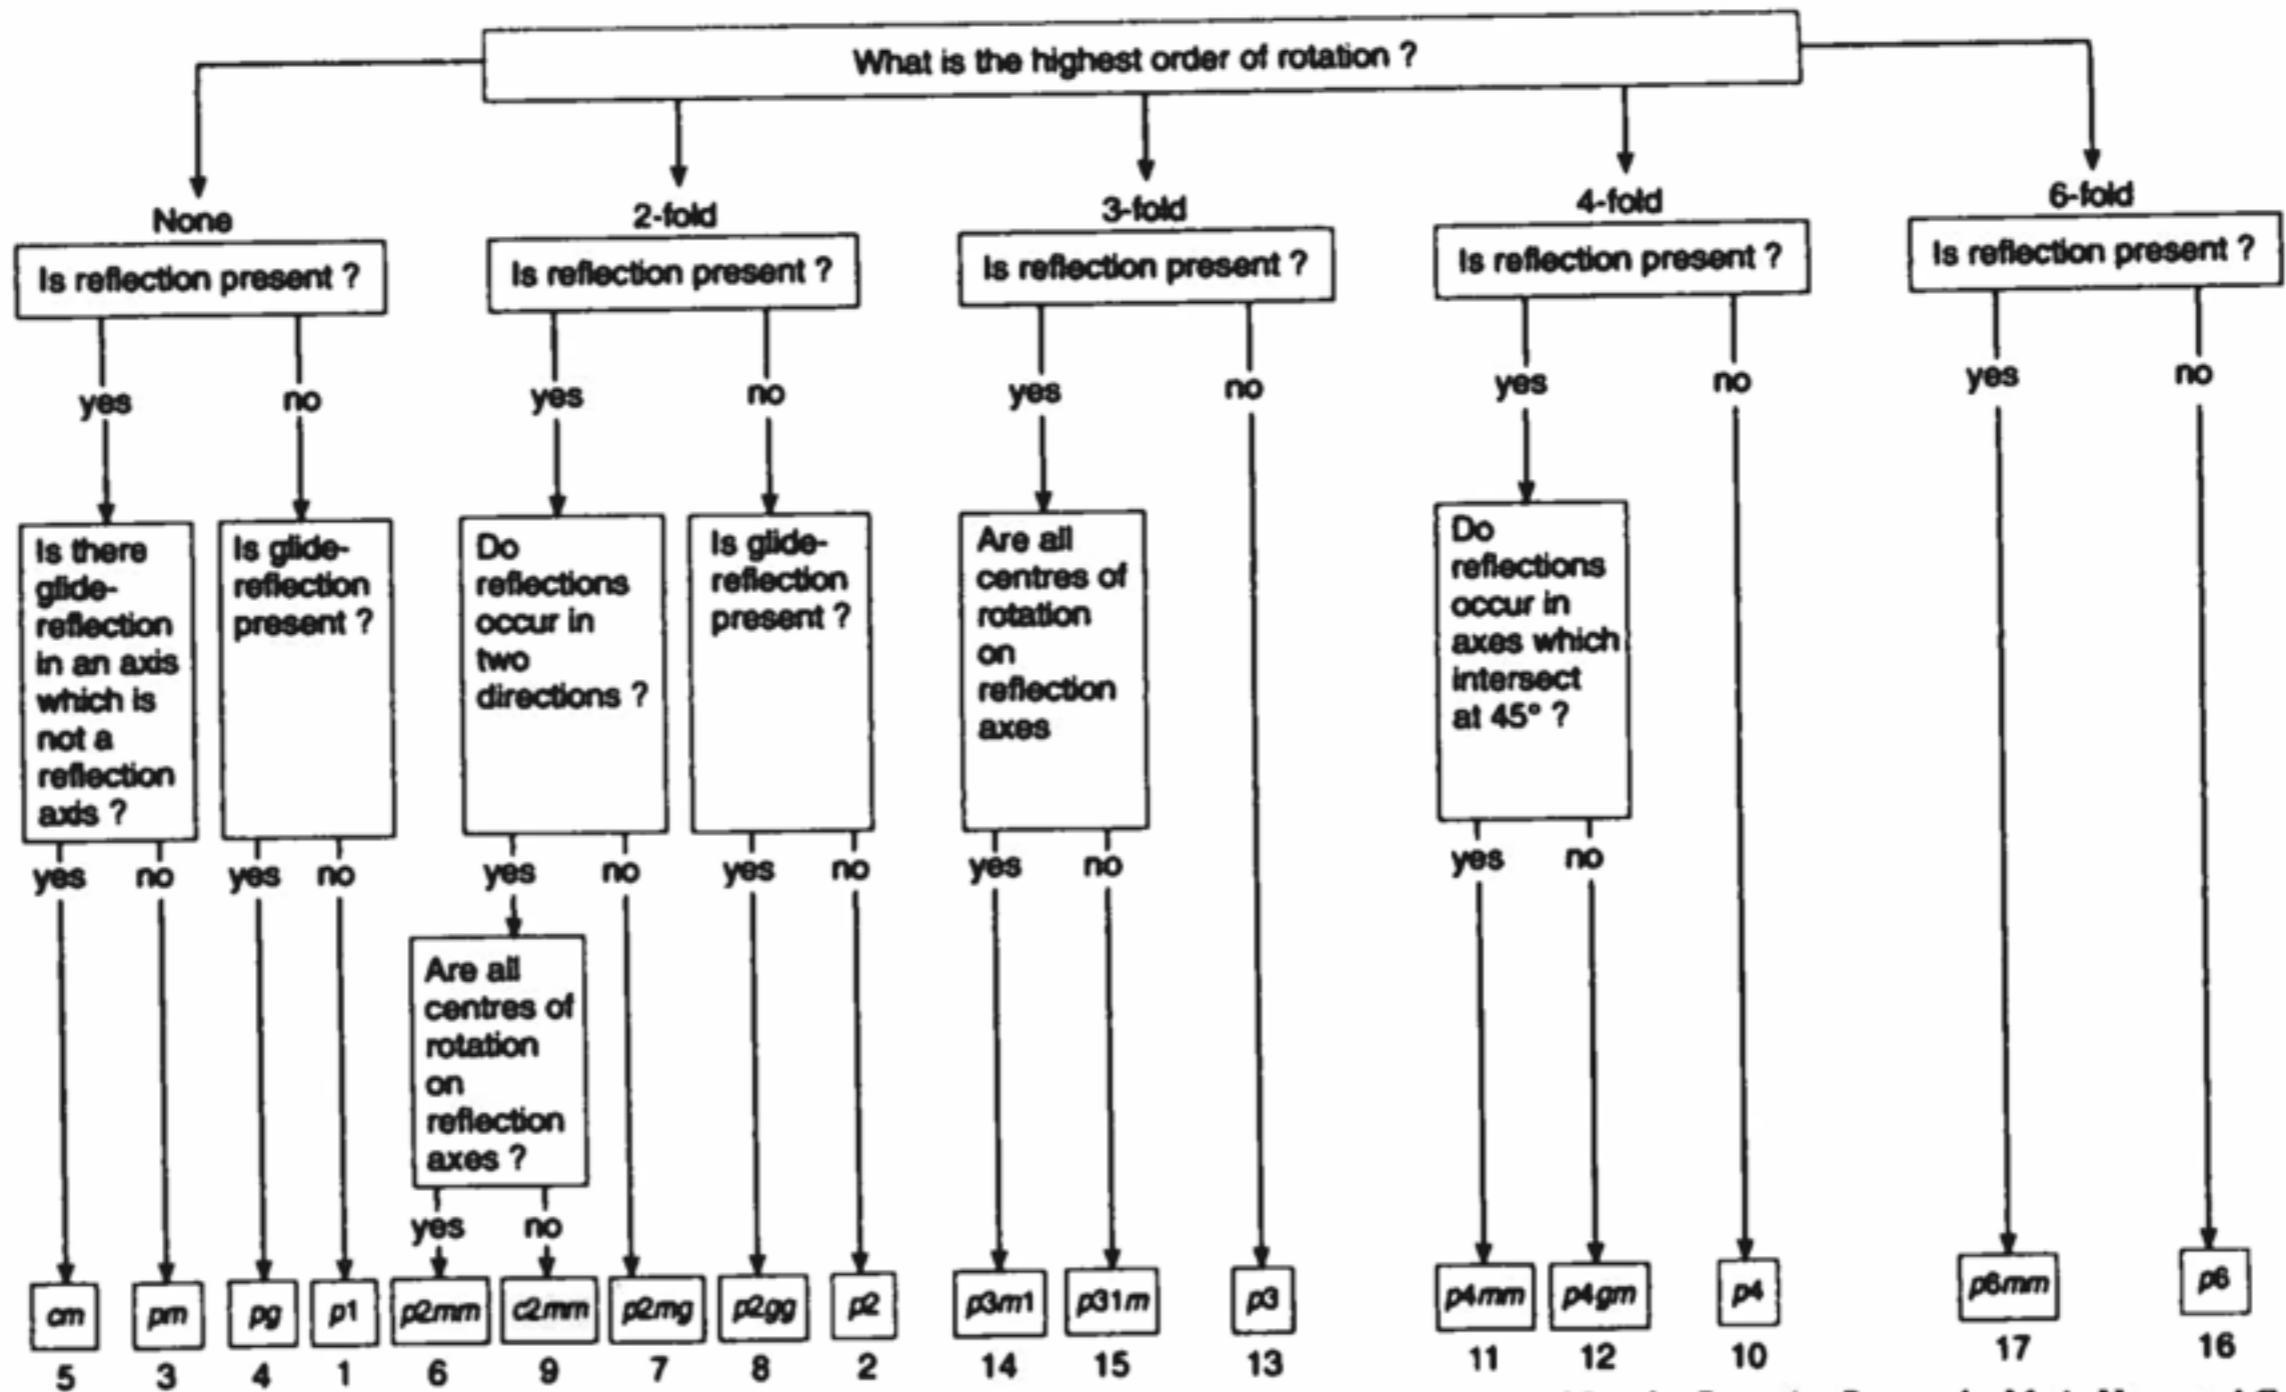 What is the highest order of rotation ?
None
2-fold
3-fold
4-fold
6-fold
Is reflection present ?
Is reflection present ?
Is reflection present ?
Is reflection present ?
Is reflection present ?
yes
no
yes
no
yes
no
yes
no
yes
no
Is there
glide-
reflection
in an axis
which is
not a
reflection
axis ?
Is glide-
reflection
present ?
Do
reflections
occur in
two
directions ?
Is glide-
reflection
present ?
Are all
centres of
rotation
on
reflection
axes
Do
reflections
occur in
axes which
intersect
at 45° ?
yes
no
yes
no
yes
no
yes
no
yes
no
yes
no
Are all
centres of
rotation
on
reflection
axes ?
yes
no
cm
pm
pg
p1
p2mm
c2mm
p2mg
p2gg
p2
p3m1
p31m
p3
p4mm
p4gm
p4
p6mm
p6
5
3
4
1
6
9
7
8
2
14
15
13
11
12
10
17
16